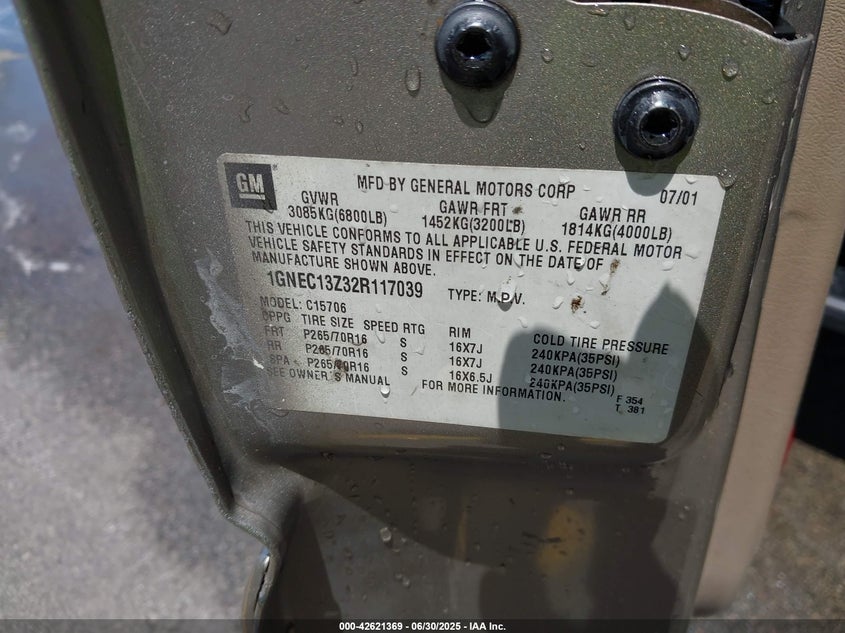 GM
MFD BY GENERAL MOTORS CORP 07/01
GVWR GAWR FRT GAWR RR
3085KG(6800LB) 1452KG(3200LB) 1814KG(4000LB)
THIS VEHICLE CONFORMS TO ALL APPLICABLE U.S. FEDERAL MOTOR
VEHICLE SAFETY STANDARDS IN EFFECT ON THE DATE OF
MANUFACTURE SHOWN ABOVE.
1GNEC13Z32R117039 TYPE: M.P.V.
MODEL: C15706
OPPG TIRE SIZE SPEED RTG RIM COLD TIRE PRESSURE
FRT P265/70R16 S 16X7J 240KPA(35PSI)
RR P265/70R16 S 16X7J 240KPA(35PSI)
SPA P265/70R16 S 16X6.5J 240KPA(35PSI)
SEE OWNER'S MANUAL FOR MORE INFORMATION.
F 354
T 381
000-42621369 - 06/30/2025 - IAA Inc.